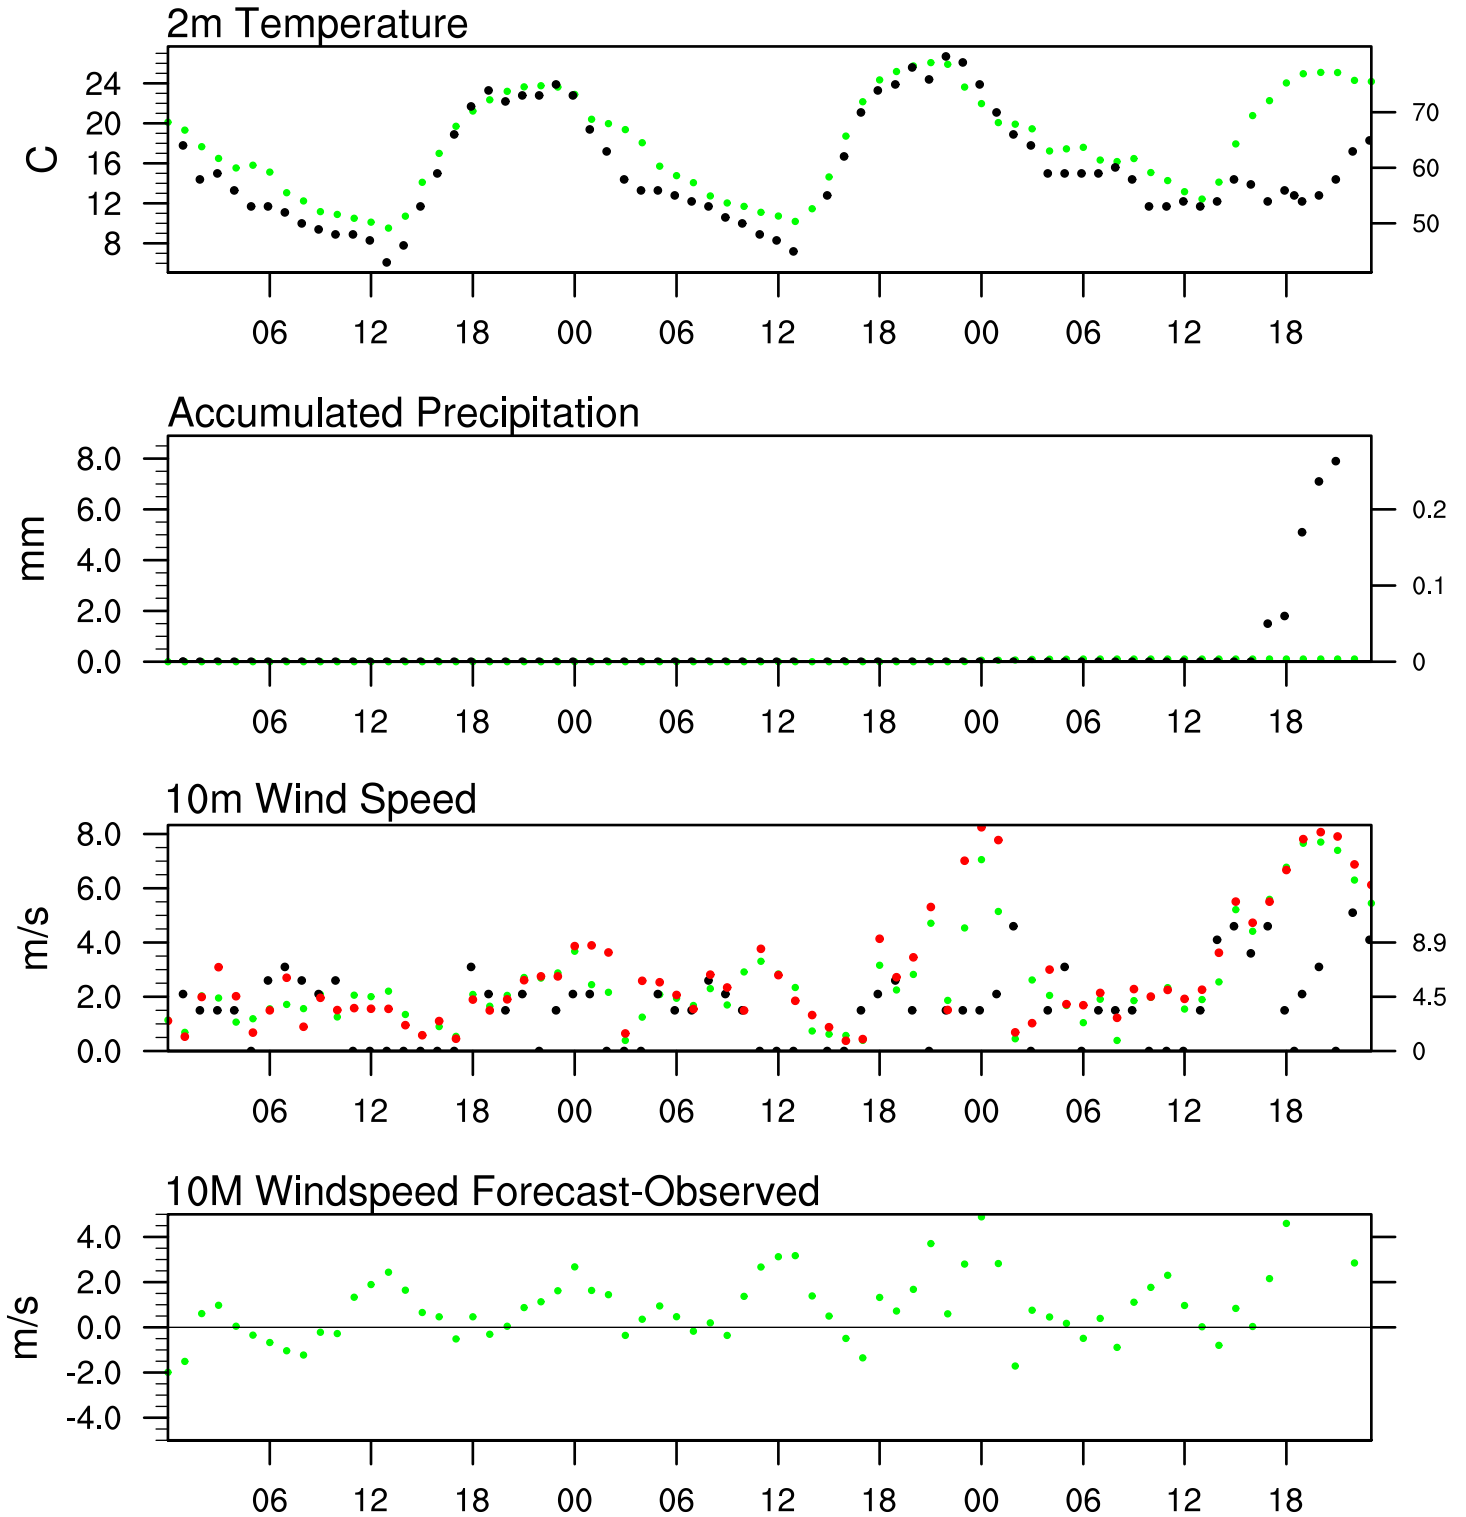 2m Temperature
24
20
16
12
8
C
70
60
50
06 12 18 00 06 12 18 00 06 12 18
Accumulated Precipitation
8.0
6.0
4.0
2.0
0.0
mm
0.2
0.1
0
06 12 18 00 06 12 18 00 06 12 18
10m Wind Speed
8.0
6.0
4.0
2.0
0.0
m/s
8.9
4.5
0
06 12 18 00 06 12 18 00 06 12 18
10M Windspeed Forecast-Observed
4.0
2.0
0.0
-2.0
-4.0
m/s
06 12 18 00 06 12 18 00 06 12 18